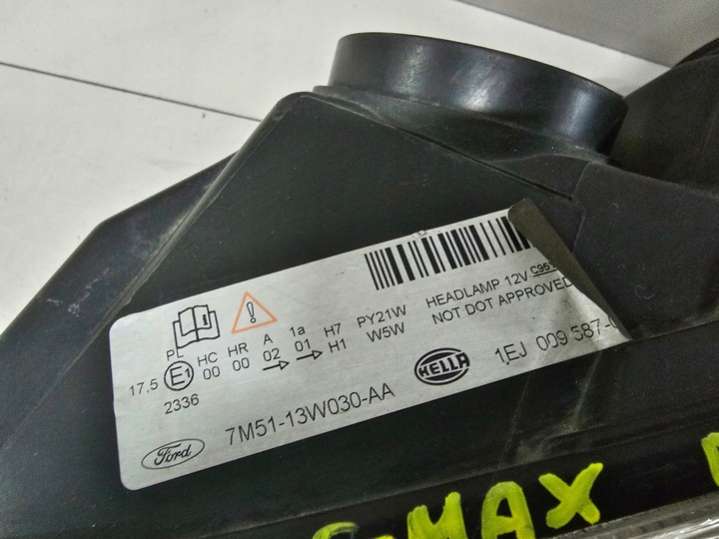 HEADLAMP 12V
NOT DOT APPROVED
PL HC HR A 1a H7 PY21W
17,5 E1 00 00 02 01 H1 W5W
2336
HELLA
1EJ 009 587-
Ford 7M51-13W030-AA